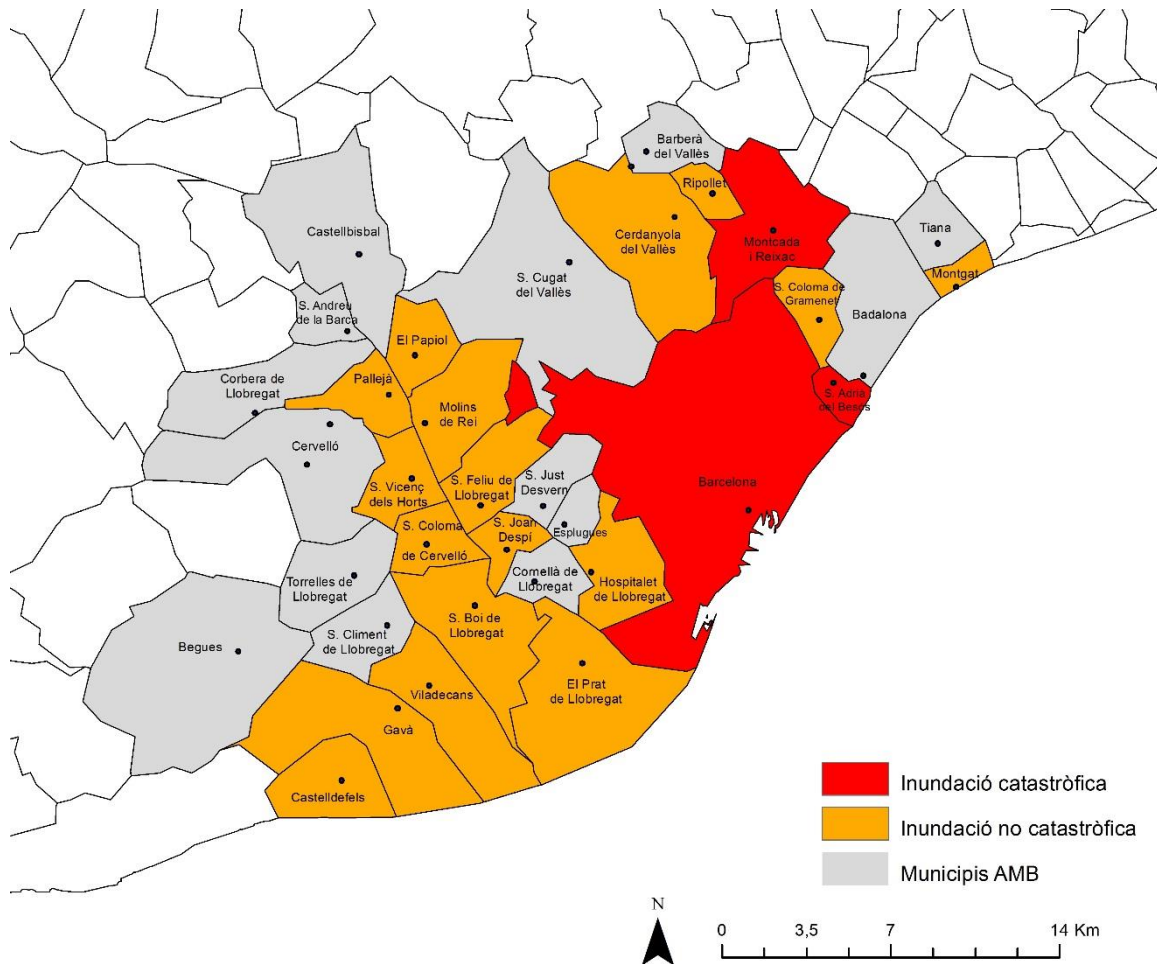 Barberà
del Vallès
Ripollet
Castellbisbal
Cerdanyola
del Vallès
Montcada
i Reixac
Tiana
Montgat
S. Cugat
del Vallès
S. Coloma de
Gramenet
Badalona
S. Andreu
de la Barca
El Papiol
Pallejà
Corbera de
Llobregat
S. Adrià
del Besòs
Molins
de Rei
Cervelló
S. Vicenç
dels Horts
S. Feliu de
Llobregat
S. Just
Desvern
Barcelona
Esplugues
S. Coloma
de Cervelló
S. Joan
Despí
Cornellà de
Llobregat
Hospitalet
de Llobregat
Torrelles de
Llobregat
S. Boi de
Llobregat
S. Climent
de Llobregat
Begues
El Prat
de Llobregat
Viladecans
Gavà
Castelldefels
Inundació catastròfica
Inundació no catastròfica
Municipis AMB
N
0 3,5 7 14 Km